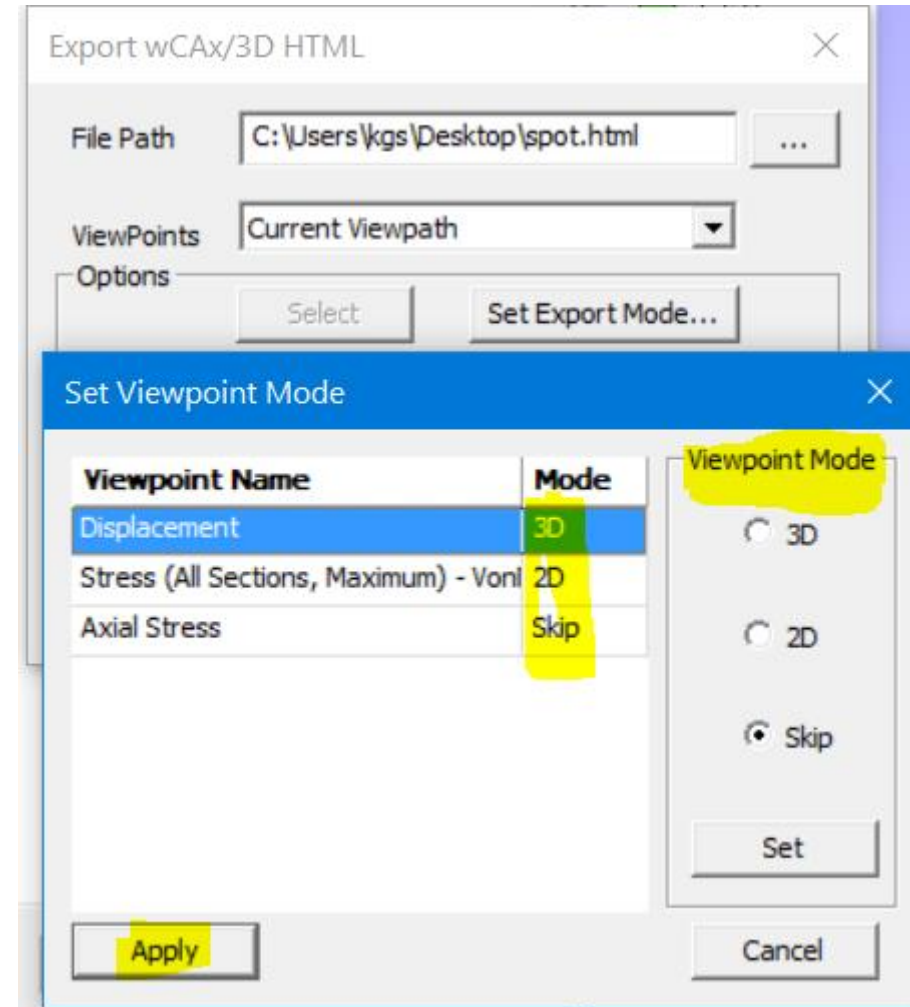 Export wCAx/3D HTML
File Path C:\Users\kgs\Desktop\spot.html ...
ViewPoints Current Viewpath
Options
Select Set Export Mode...
Set Viewpoint Mode
Viewpoint Name Mode Viewpoint Mode
Displacement 3D
3D
Stress (All Sections, Maximum) - Von 2D
Axial Stress Skip
2D
Skip
Set
Apply Cancel